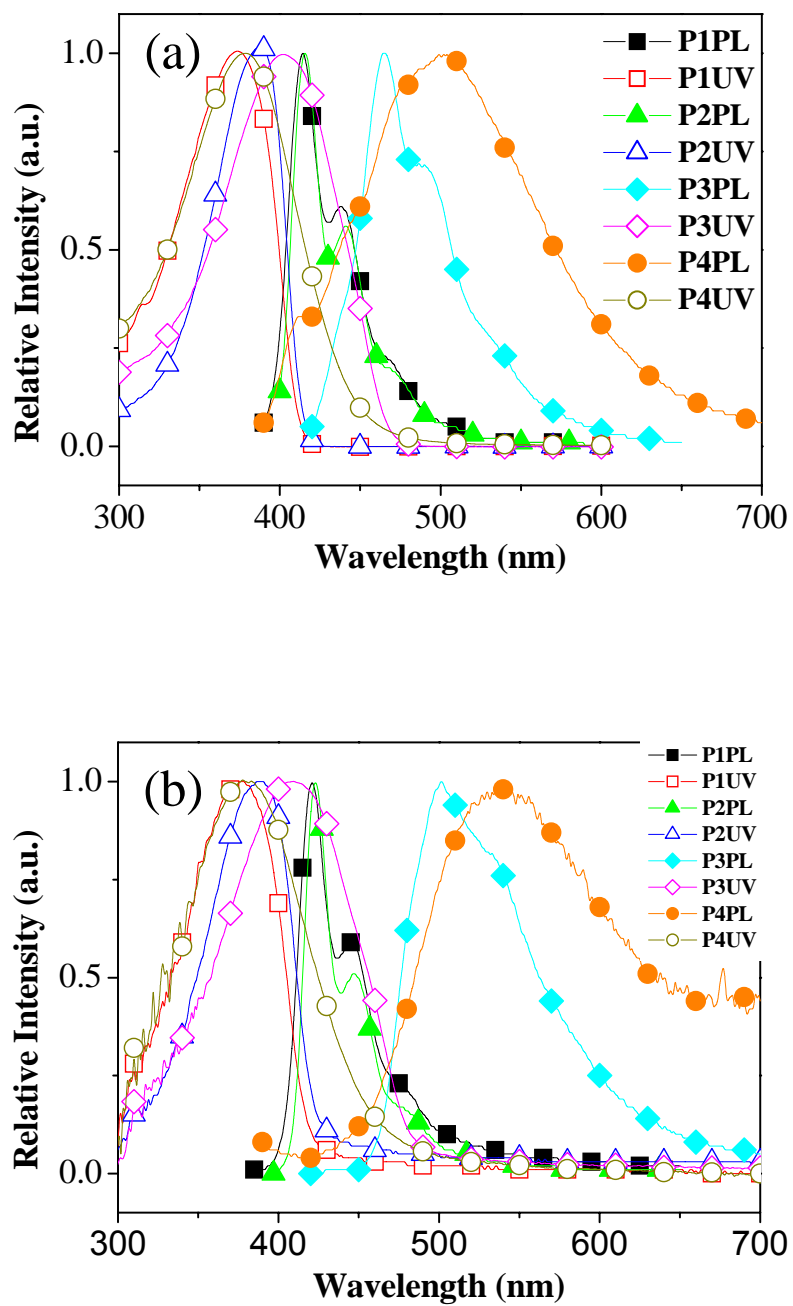 (a)
1.0
0.5
0.0
Relative Intensity (a.u.)
300 400 500 600 700
Wavelength (nm)
P1PL
P1UV
P2PL
P2UV
P3PL
P3UV
P4PL
P4UV
(b)
1.0
0.5
0.0
Relative Intensity (a.u.)
300 400 500 600 700
Wavelength (nm)
P1PL
P1UV
P2PL
P2UV
P3PL
P3UV
P4PL
P4UV